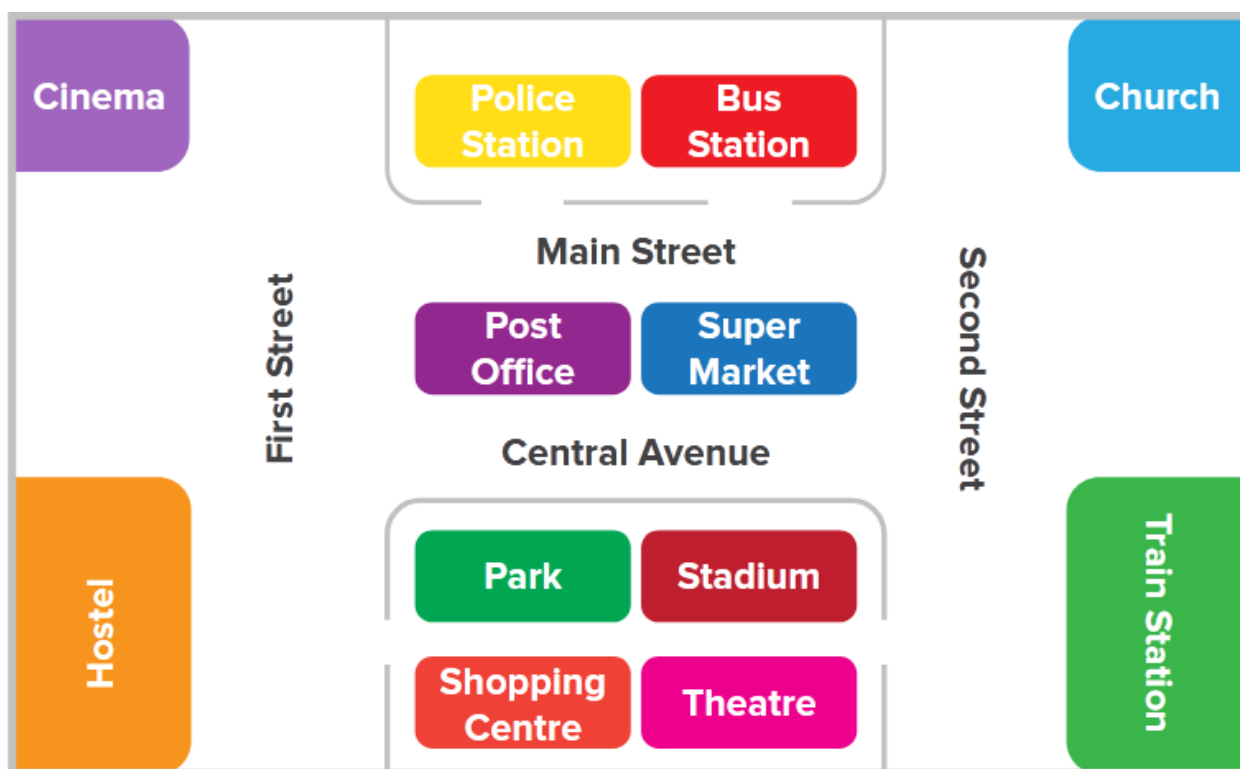 Cinema
Police
Station
Bus
Station
Church
Main Street
First Street
Post
Office
Super
Market
Second Street
Central Avenue
Hostel
Park
Stadium
Train Station
Shopping
Centre
Theatre